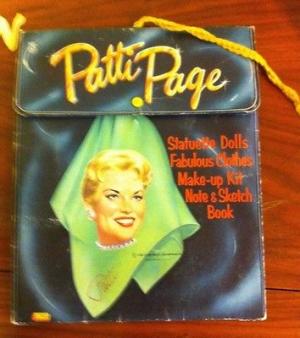 Patti Page
Statuette Dolls
Fabulous Clothes
Make-up Kit
Note & Sketch
Book